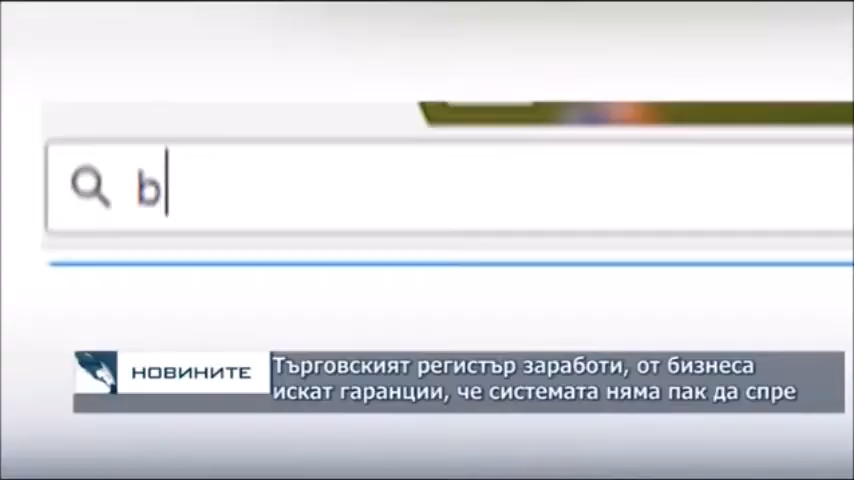 b
НОВИНИТЕ
Търговският регистър заработи, от бизнеса
искат гаранции, че системата няма пак да спре